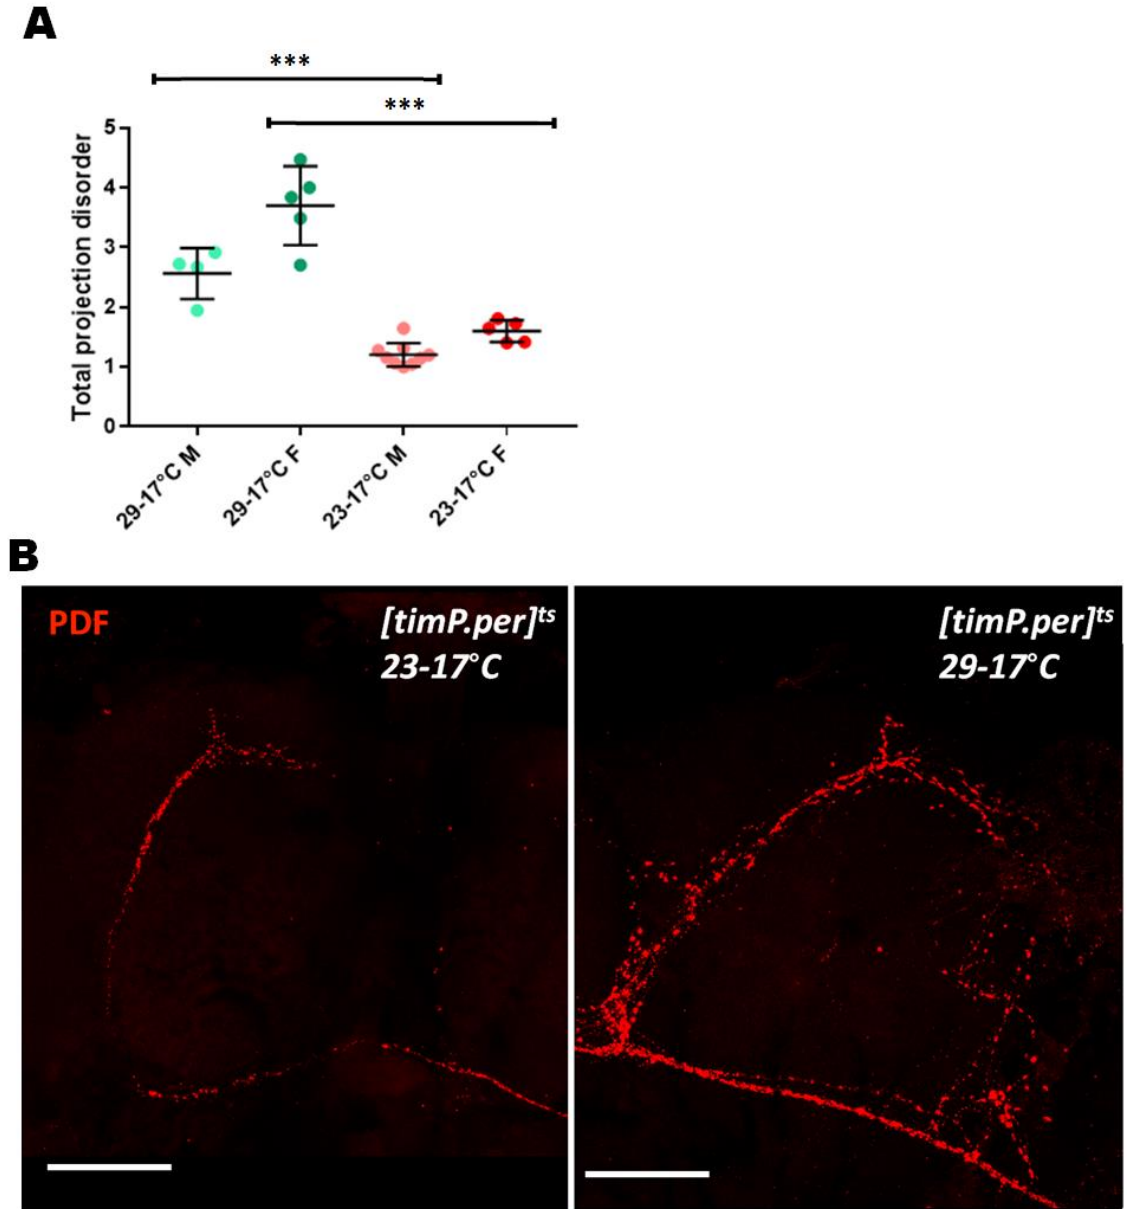 A
***
***
Total projection disorder
5
4
3
2
1
0
29-17°C M
29-17°C F
23-17°C M
23-17°C F
B
PDF
[timP.per]ts
23-17°C
[timP.per]ts
29-17°C